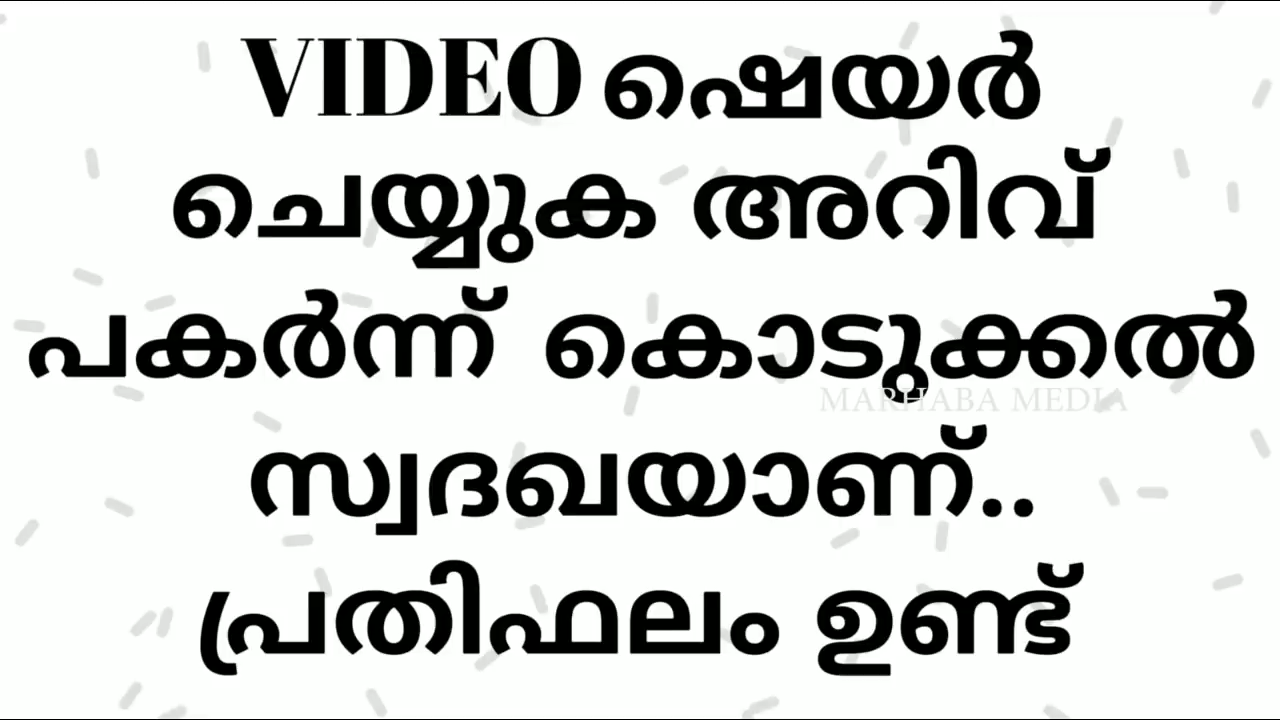 VIDEO ഷെയർ
ചെയ്യുക അറിവ്
പകർന്ന് കൊടുക്കൽ
MARHABA MEDIA
സ്വദഖയാണ്..
പ്രതിഫലം ഉണ്ട്